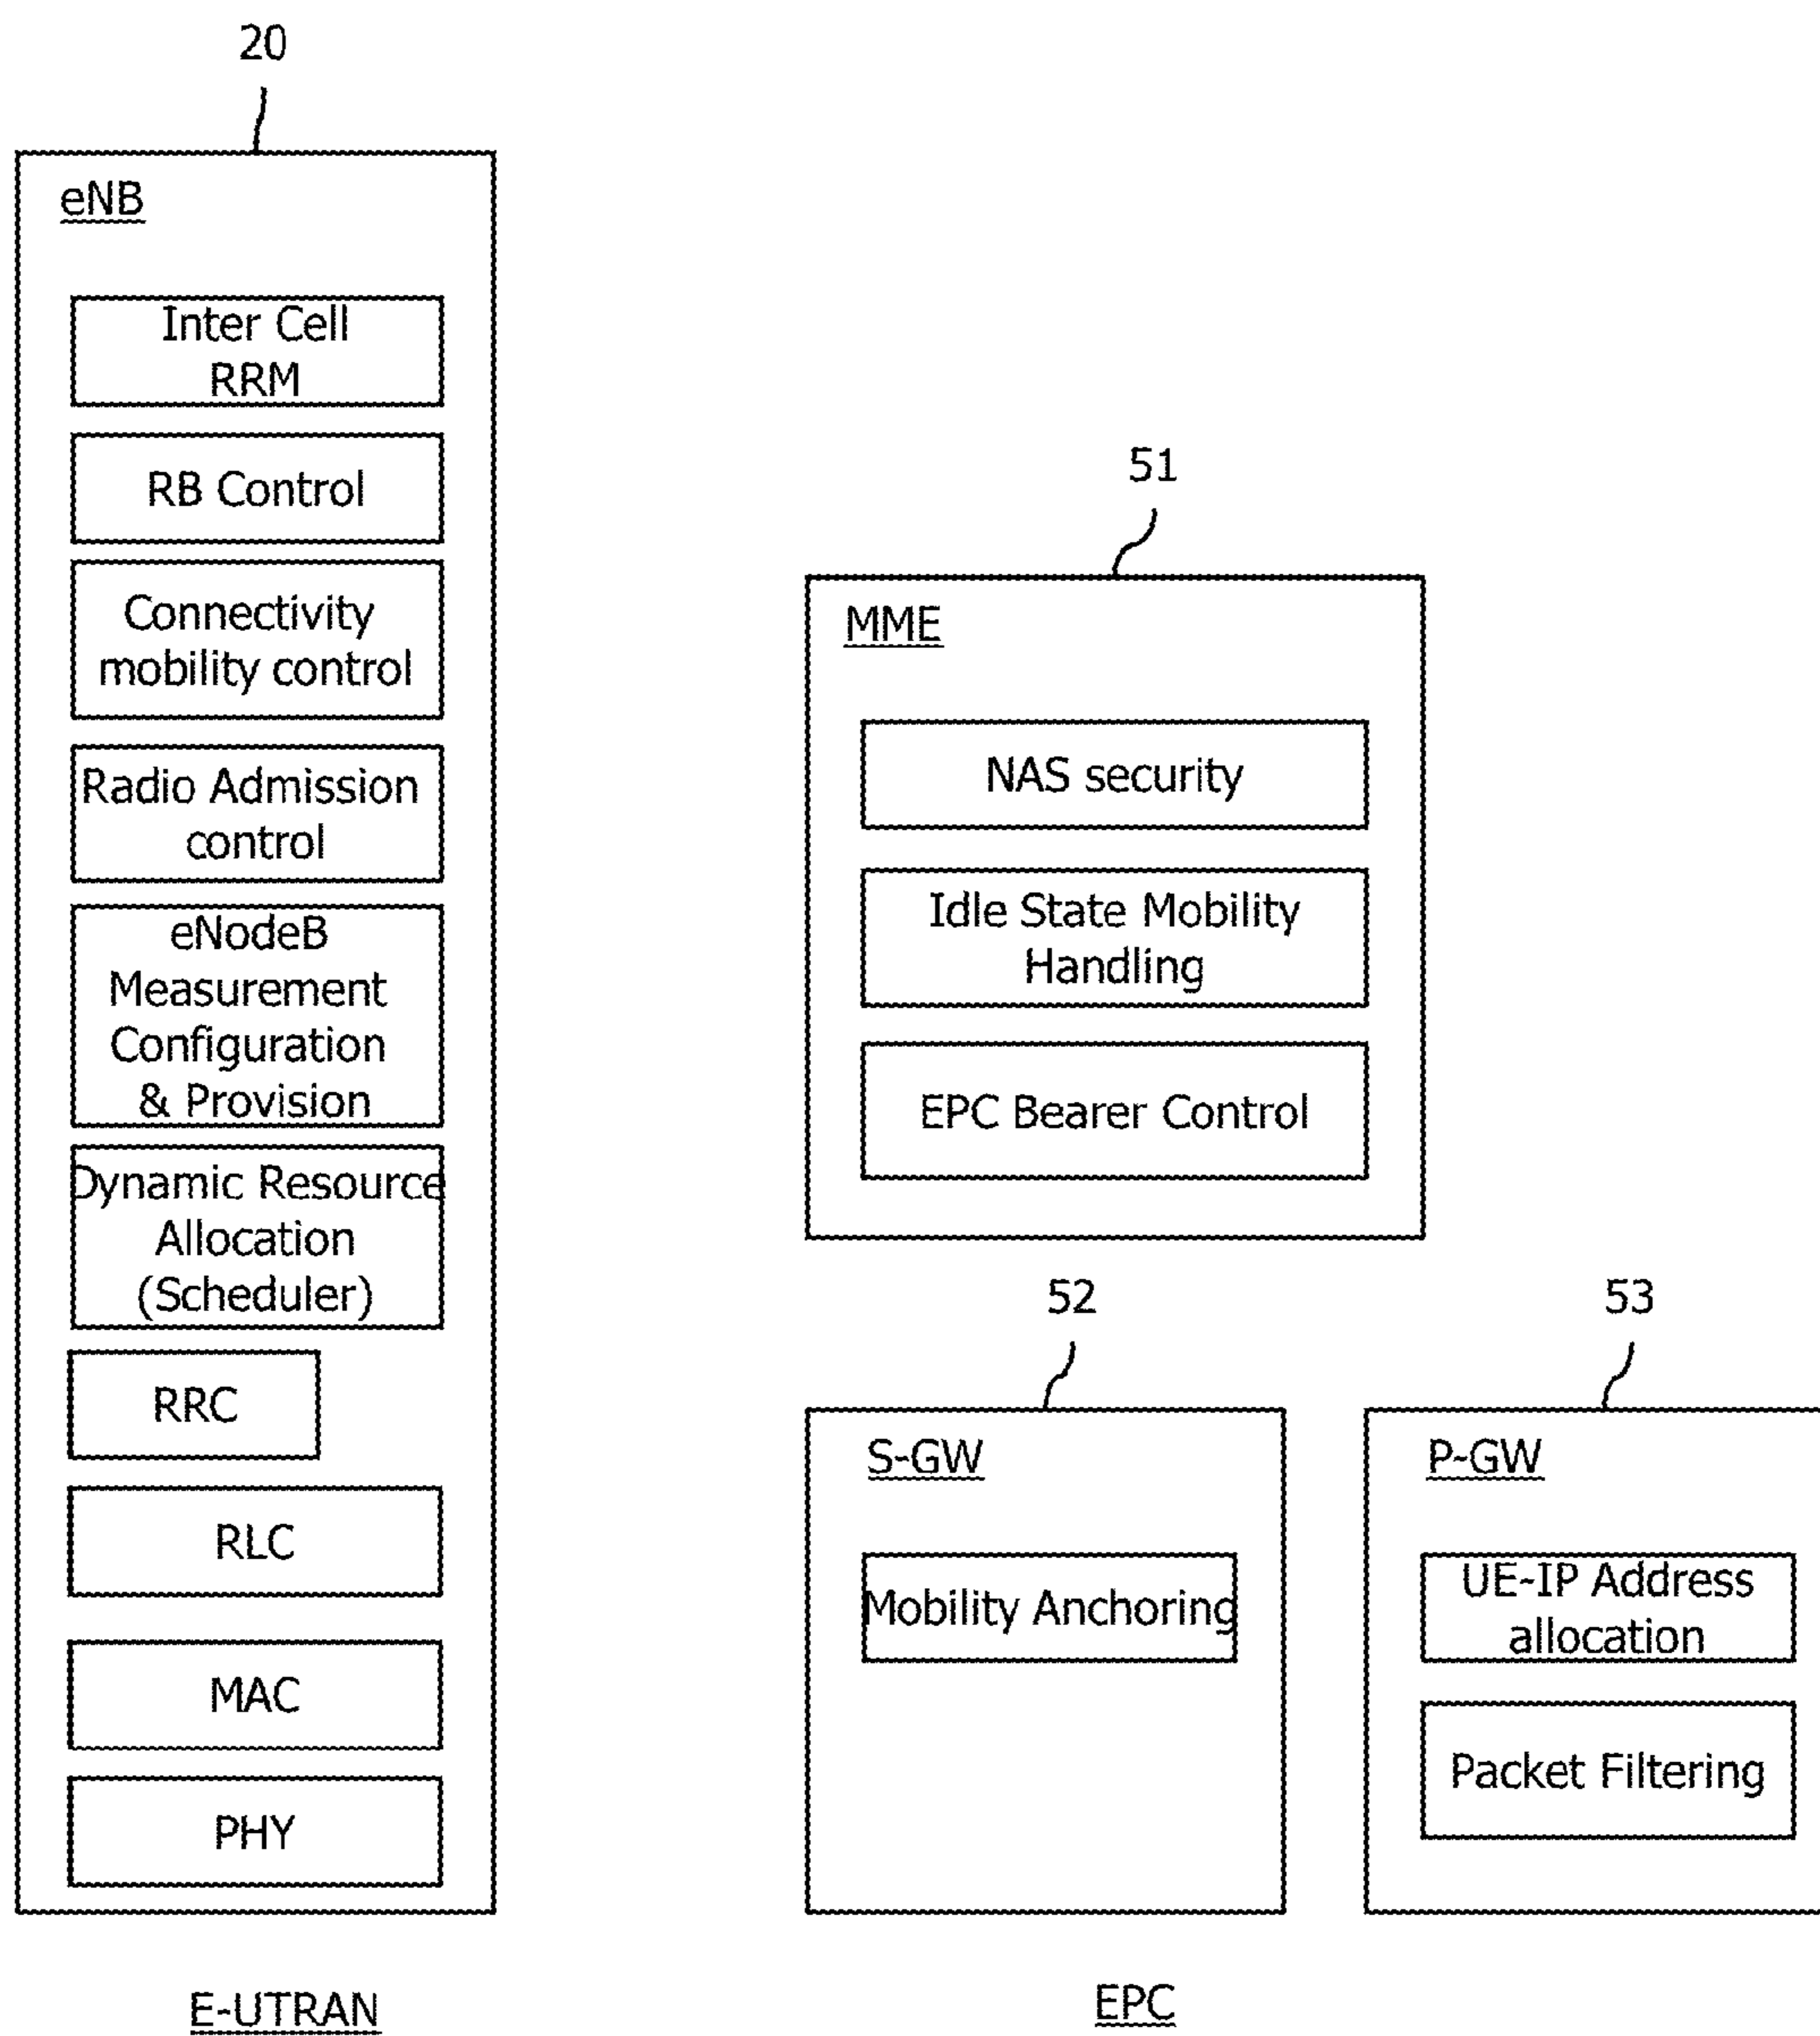 20
eNB
Inter Cell
RRM
RB Control
Connectivity
mobility control
Radio Admission
control
eNodeB
Measurement
Configuration
& Provision
Dynamic Resource
Allocation
(Scheduler)
RRC
RLC
MAC
PHY
E-UTRAN
51
MME
NAS security
Idle State Mobility
Handling
EPC Bearer Control
52
S-GW
Mobility Anchoring
53
P-GW
UE-IP Address
allocation
Packet Filtering
EPC